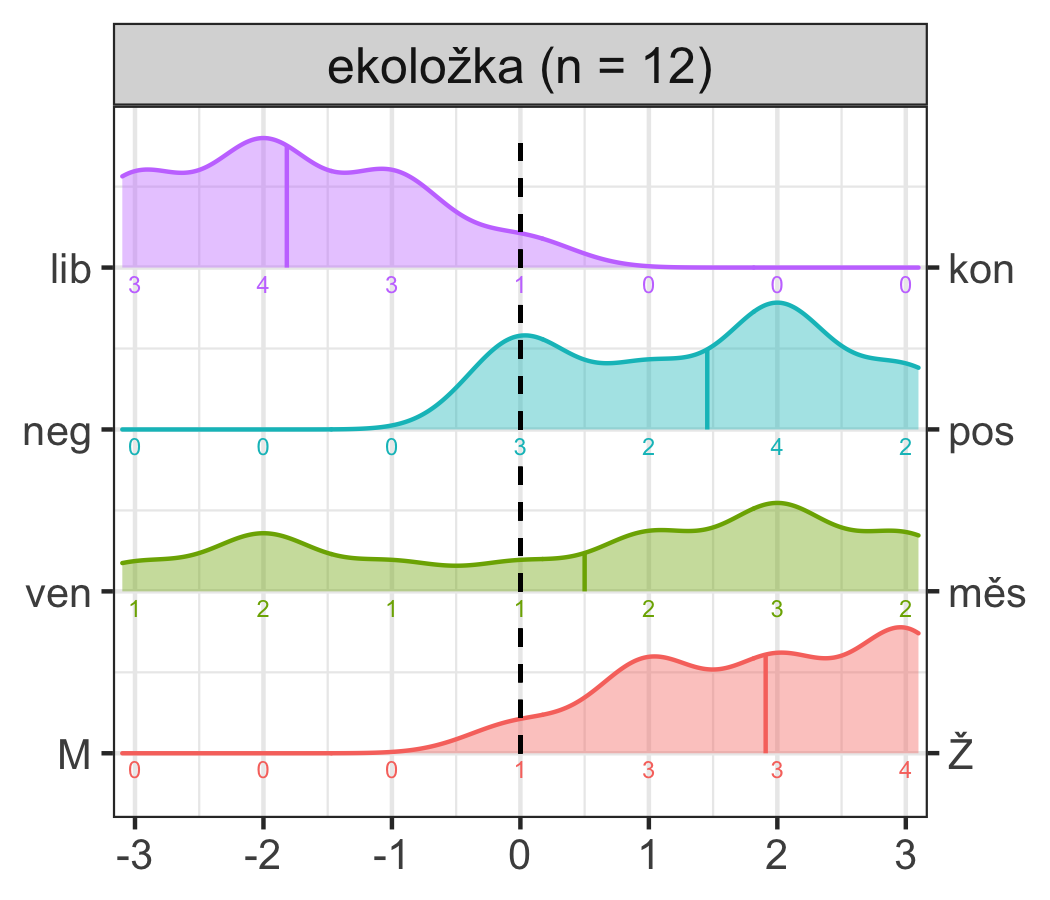 ekoložka (n = 12)
lib kon
3 4 3 1 0 0 0
neg pos
0 0 0 3 2 4 2
ven měs
1 2 1 1 2 3 2
M Ž
0 0 0 1 3 3 4
-3 -2 -1 0 1 2 3